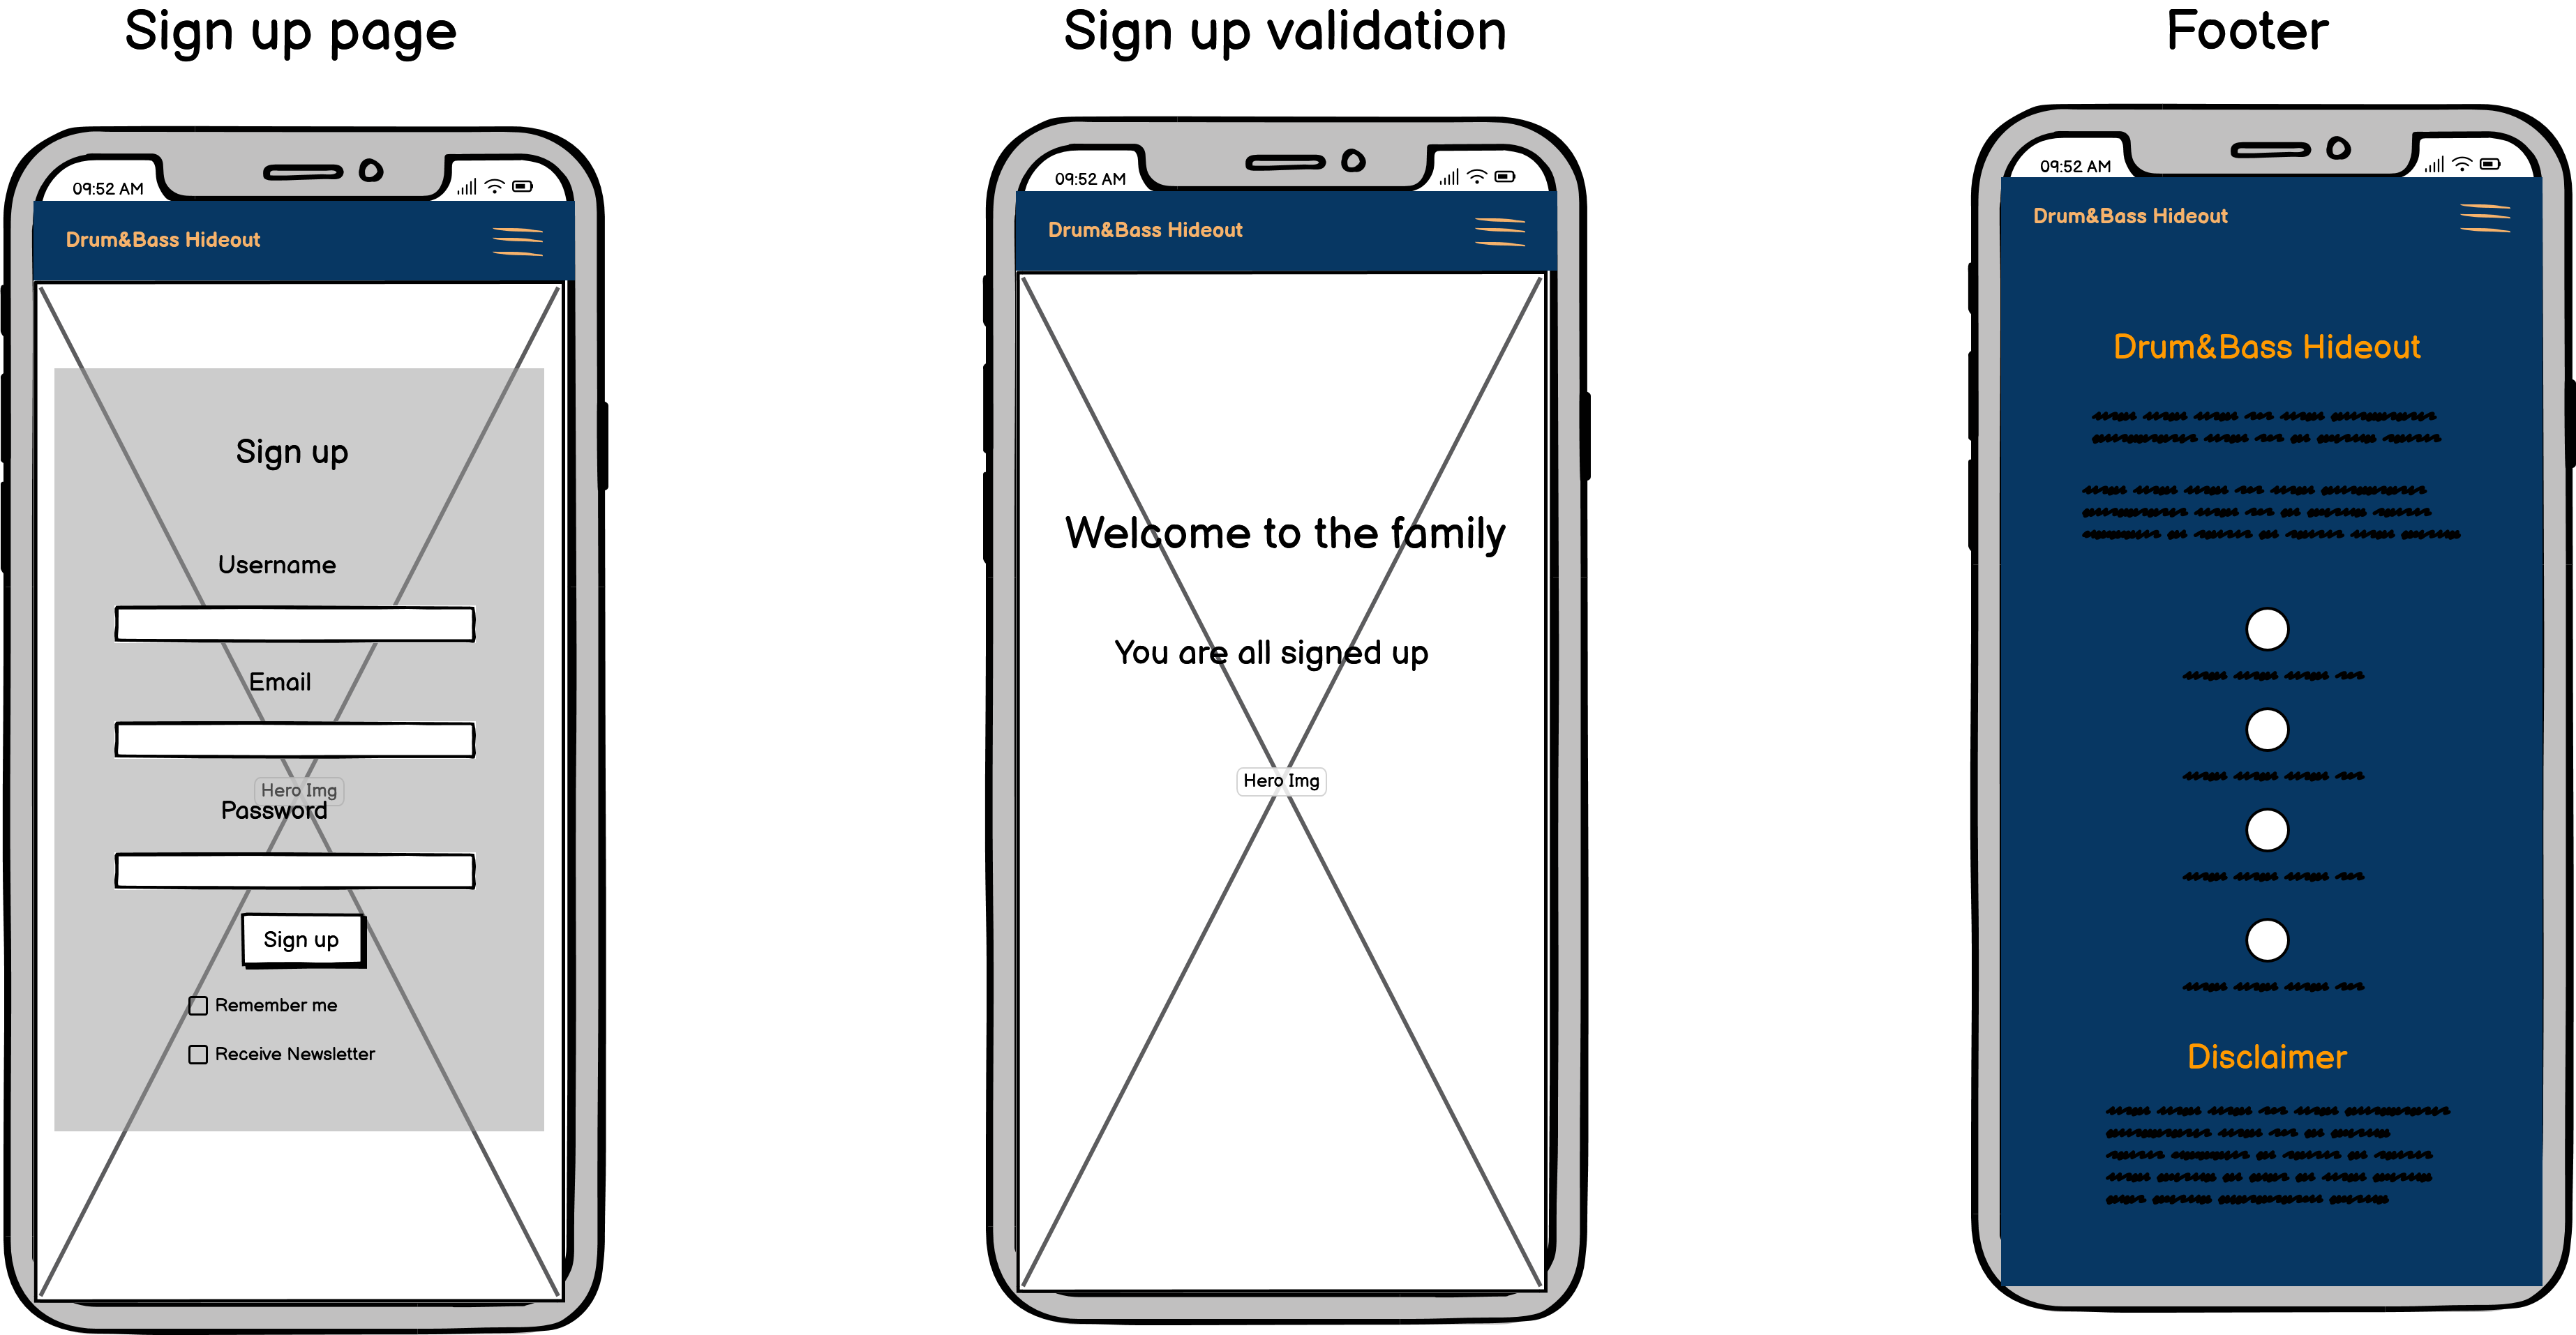 Sign up page
Sign up validation
Footer
09:52 AM
Drum&Bass Hideout
Sign up
Username
Email
Hero Img
Password
Sign up
Remember me
Receive Newsletter
09:52 AM
Drum&Bass Hideout
Welcome to the family
You are all signed up
Hero Img
09:52 AM
Drum&Bass Hideout
Drum&Bass Hideout
Disclaimer